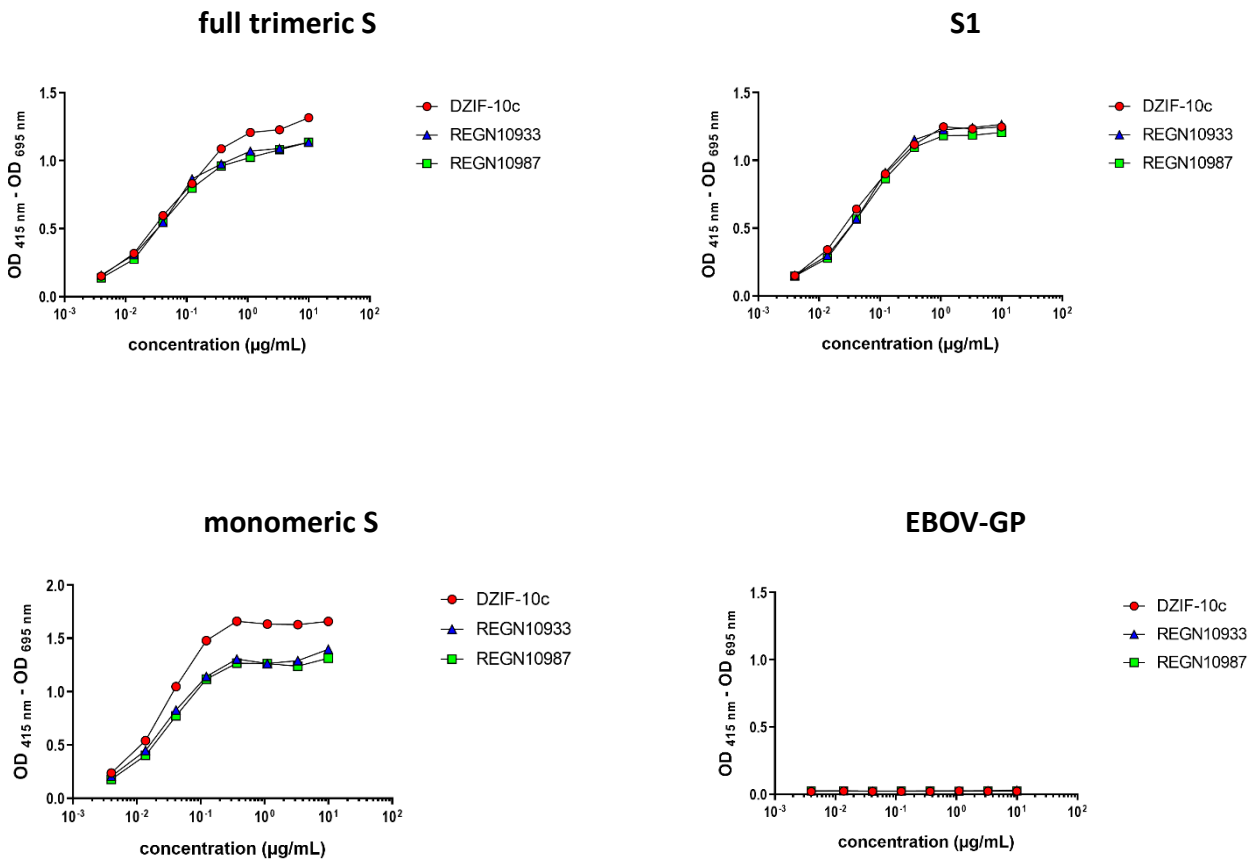 full trimeric S
OD 415 nm - OD 695 nm
1.5
1.0
0.5
0.0
10-3
10-2
10-1
100
101
102
concentration (µg/mL)
DZIF-10c
REGN10933
REGN10987
S1
OD 415 nm - OD 695 nm
1.5
1.0
0.5
0.0
10-3
10-2
10-1
100
101
102
concentration (µg/mL)
DZIF-10c
REGN10933
REGN10987
monomeric S
OD 415 nm - OD 695 nm
2.0
1.5
1.0
0.5
0.0
10-3
10-2
10-1
100
101
102
concentration (µg/mL)
DZIF-10c
REGN10933
REGN10987
EBOV-GP
OD 415 nm - OD 695 nm
1.5
1.0
0.5
0.0
10-3
10-2
10-1
100
101
102
concentration (µg/mL)
DZIF-10c
REGN10933
REGN10987